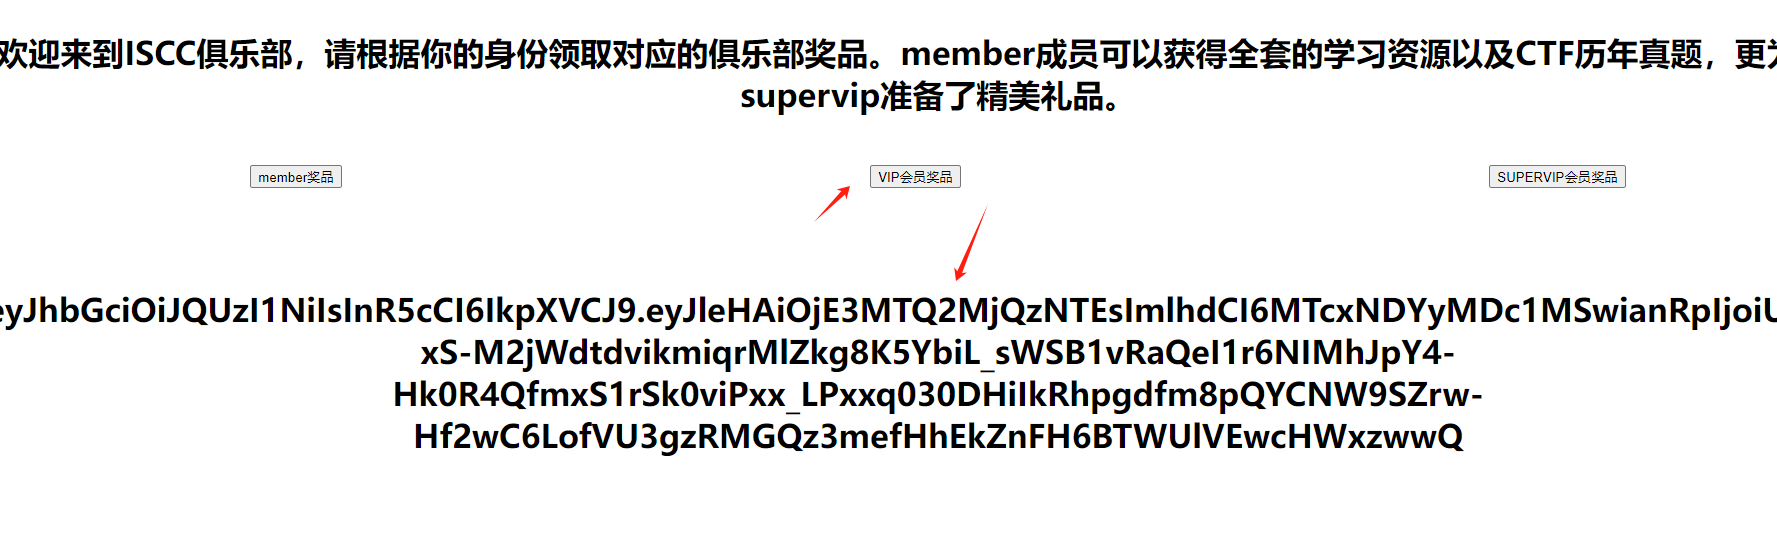 欢迎来到ISCC俱乐部，请根据你的身份领取对应的俱乐部奖品。member成员可以获得全套的学习资源以及CTF历年真题，更为
supervip准备了精美礼品。
member奖品 VIP会员奖品 SUPERVIP会员奖品
eyJhbGciOiJQUzI1NiIsInR5cCI6IkpXVCJ9.eyJleHAiOjE3MTQ2MjQzNTEsImlhdCI6MTcxNDYyMDc1MSwianRpIjoiU
xS-M2jWdtdvikmiqrMlZkg8K5YbiL_sWSB1vRaQeI1r6NIMhJpY4-
Hk0R4QfmxS1rSk0viPxx_LPxxq030DHiIkRhpgdfm8pQYCNW9SZrw-
Hf2wC6LofVU3gzRMGQz3mefHhEkZnFH6BTWUlVEwcHWxzwwQ